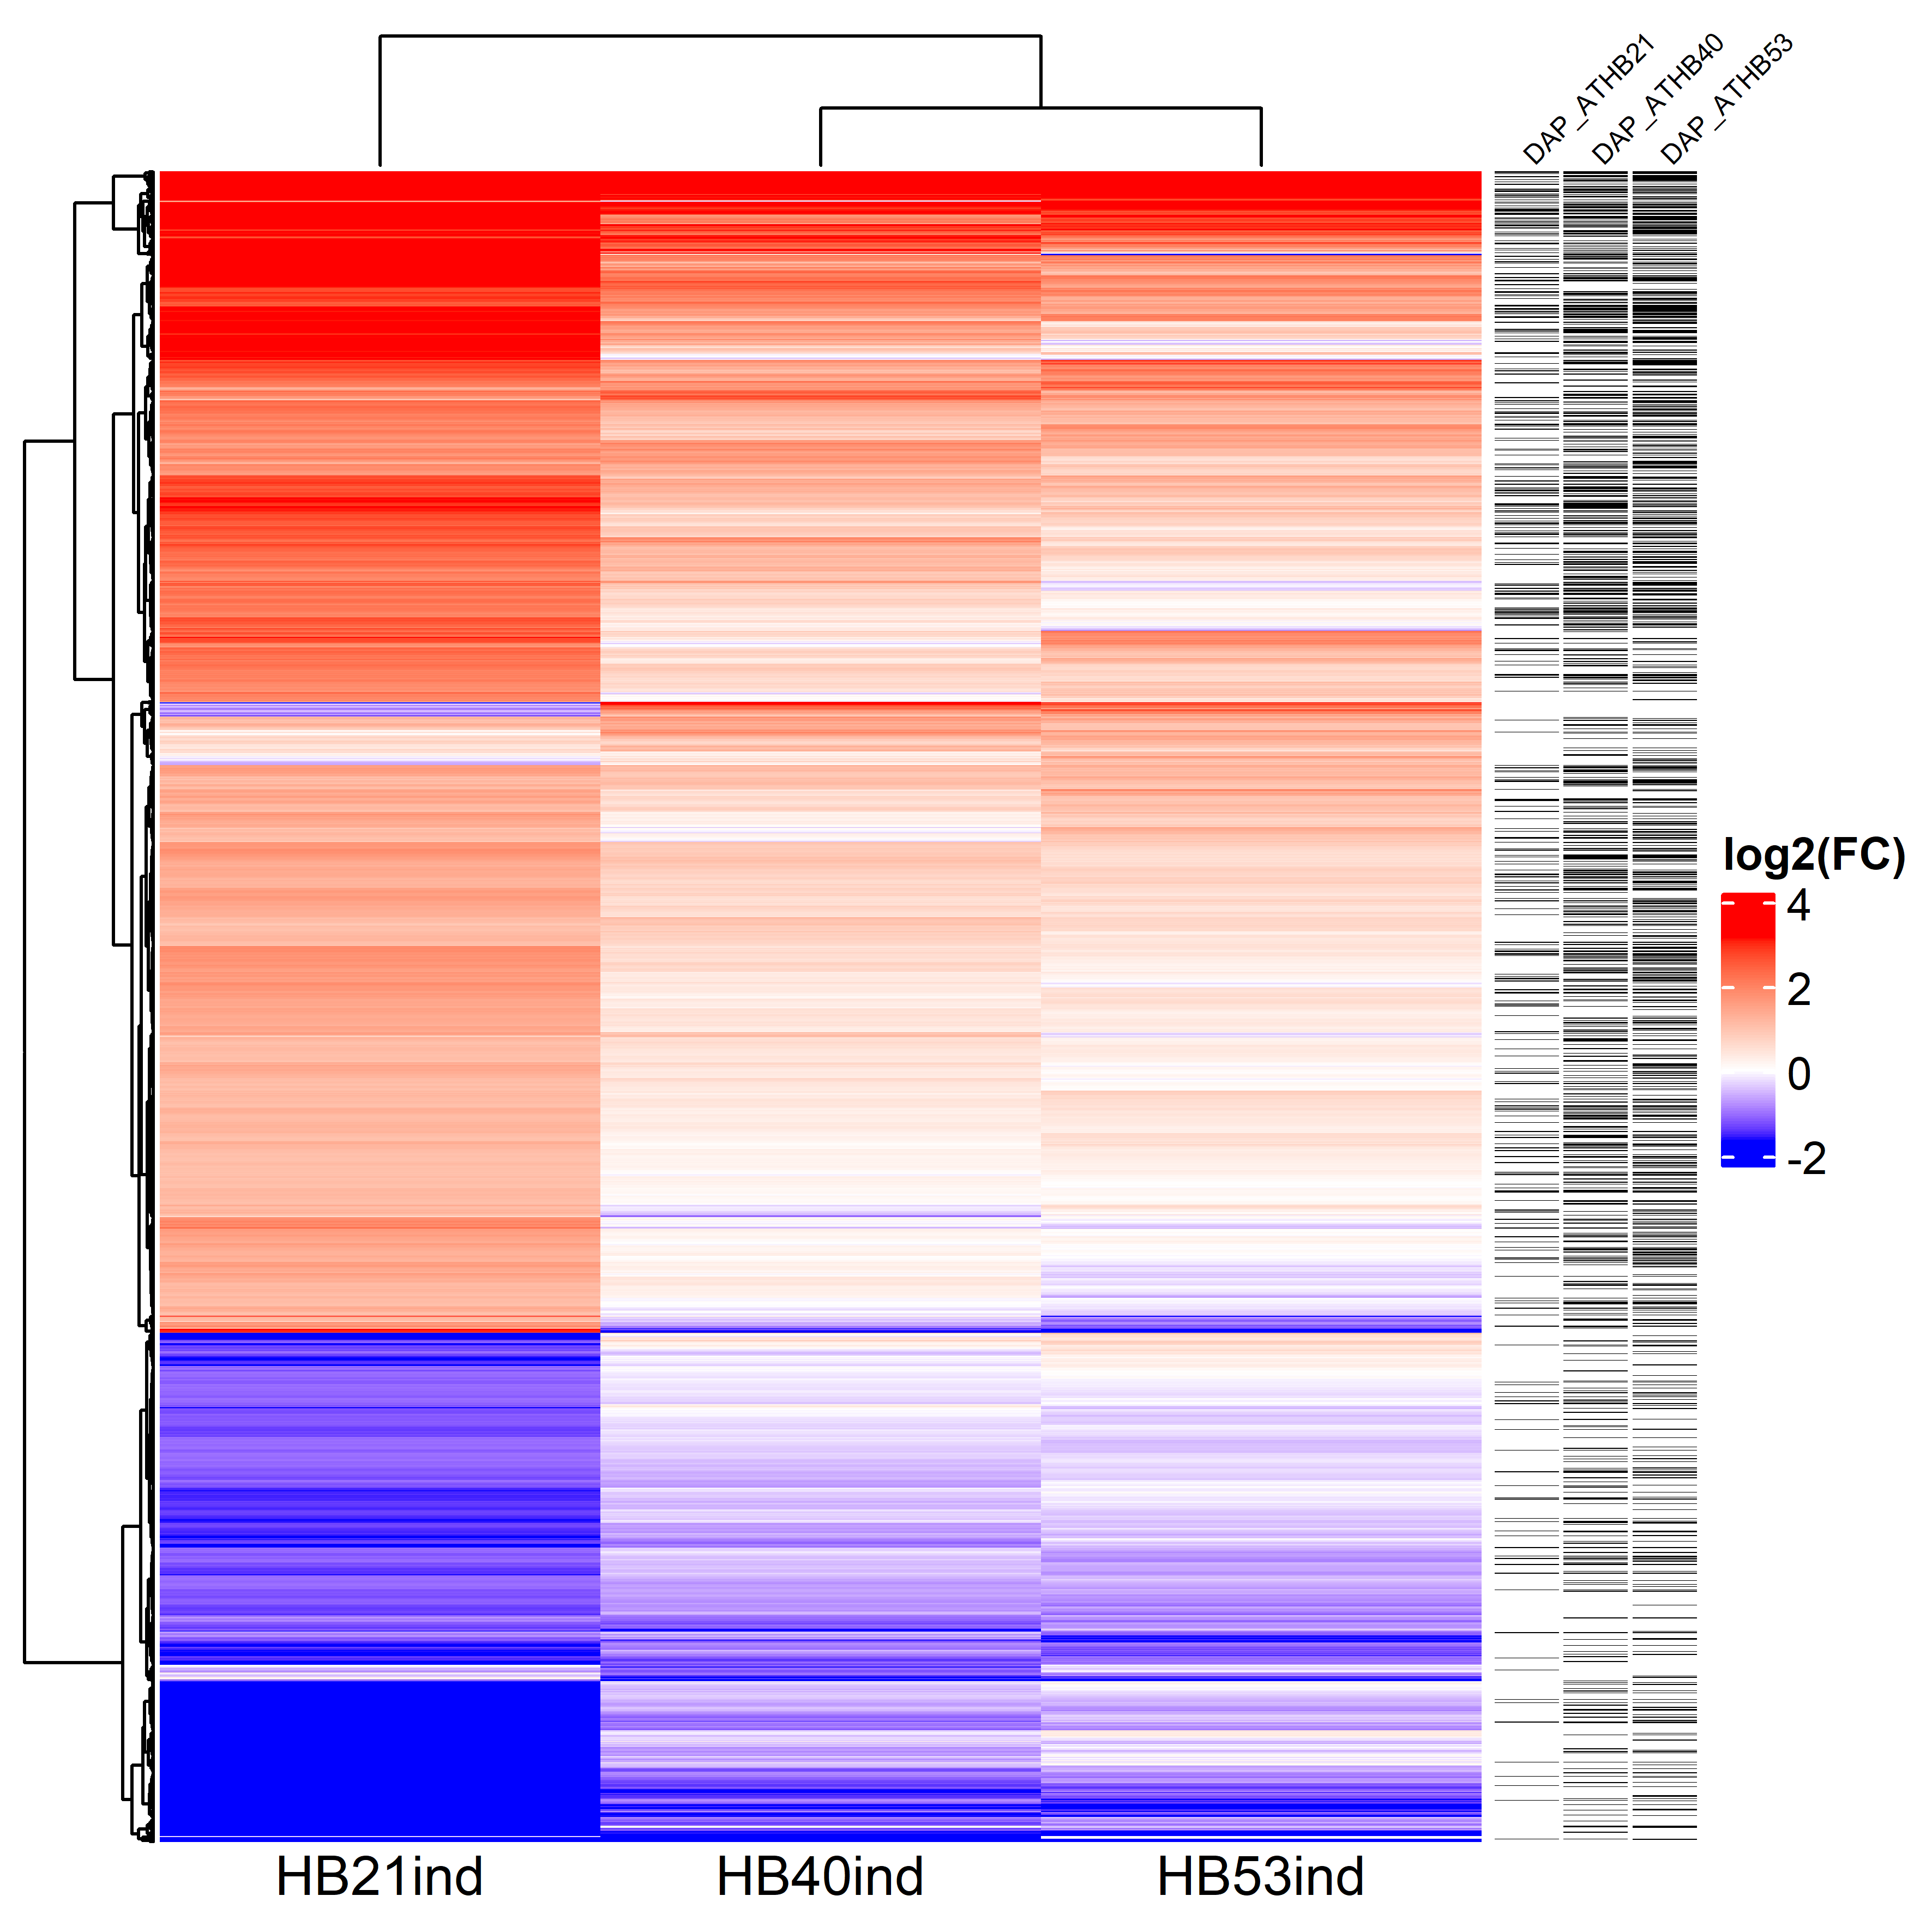 DAP_ATHB21
DAP_ATHB40
DAP_ATHB53
log2(FC)
4
2
0
-2
HB21ind
HB40ind
HB53ind